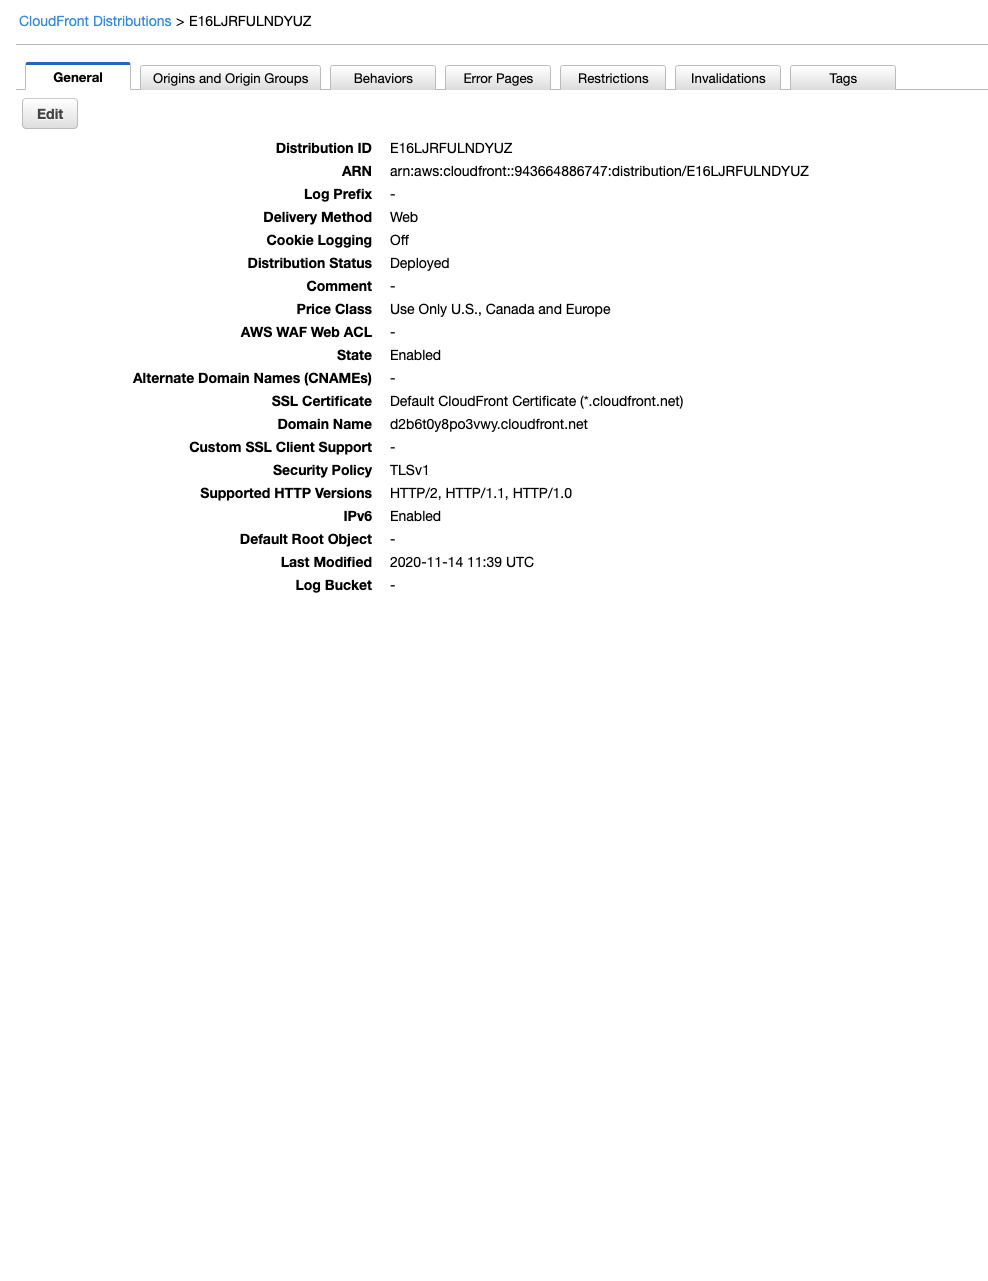 CloudFront Distributions > E16LJRFULNDYUZ
General Origins and Origin Groups Behaviors Error Pages Restrictions Invalidations Tags
Edit
Distribution ID E16LJRFULNDYUZ
ARN arn:aws:cloudfront::943664886747:distribution/E16LJRFULNDYUZ
Log Prefix -
Delivery Method Web
Cookie Logging Off
Distribution Status Deployed
Comment -
Price Class Use Only U.S., Canada and Europe
AWS WAF Web ACL -
State Enabled
Alternate Domain Names (CNAMEs) -
SSL Certificate Default CloudFront Certificate (*.cloudfront.net)
Domain Name d2b6t0y8po3vwy.cloudfront.net
Custom SSL Client Support -
Security Policy TLSv1
Supported HTTP Versions HTTP/2, HTTP/1.1, HTTP/1.0
IPv6 Enabled
Default Root Object -
Last Modified 2020-11-14 11:39 UTC
Log Bucket -